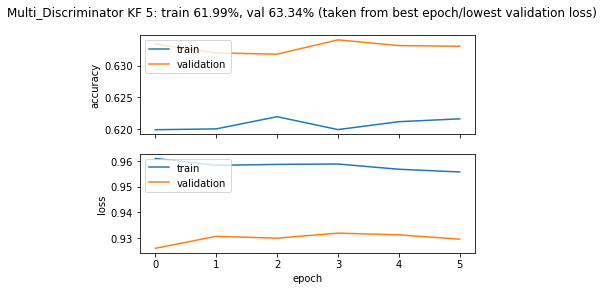 Multi_Discriminator KF 5: train 61.99%, val 63.34% (taken from best epoch/lowest validation loss)
train
validation
0.630
0.625
0.620
accuracy
train
validation
0.96
0.95
0.94
0.93
loss
0 1 2 3 4 5
epoch